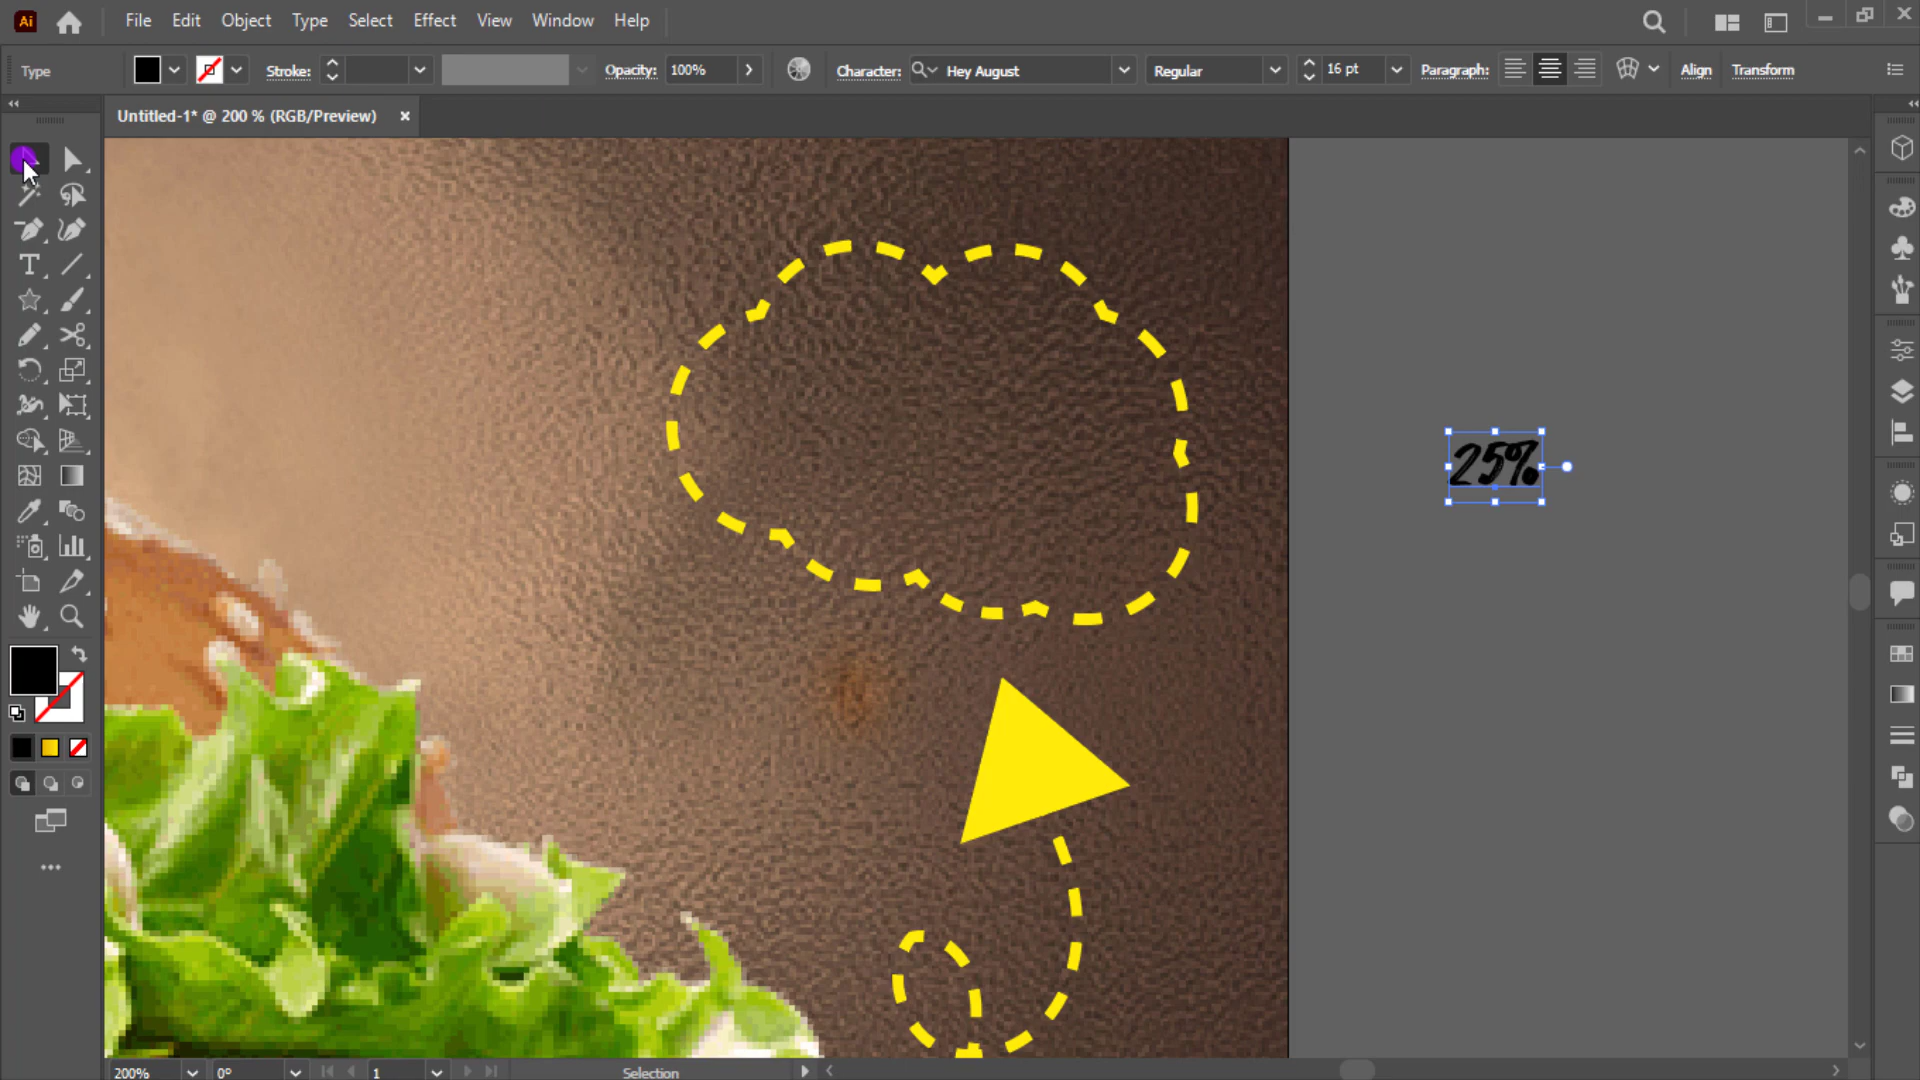 Ai File Edit Object Type Select Effect View Window Help
Type Stroke: Opacity: 100% Character: Hey August Regular 16 pt Paragraph: Align Transform
Untitled-1* @ 200 % (RGB/Preview) ×
25%
200% 0° 1 Selection